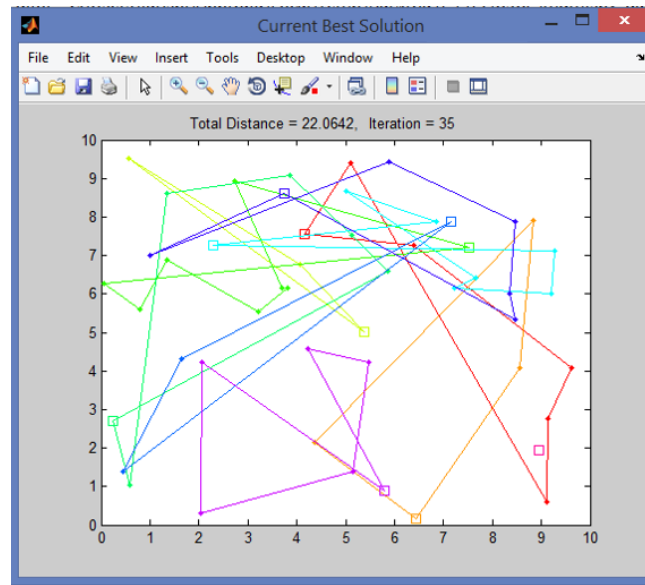 Current Best Solution
File Edit View Insert Tools Desktop Window Help
Total Distance = 22.0642, Iteration = 35
10
9
8
7
6
5
4
3
2
1
0
0 1 2 3 4 5 6 7 8 9 10